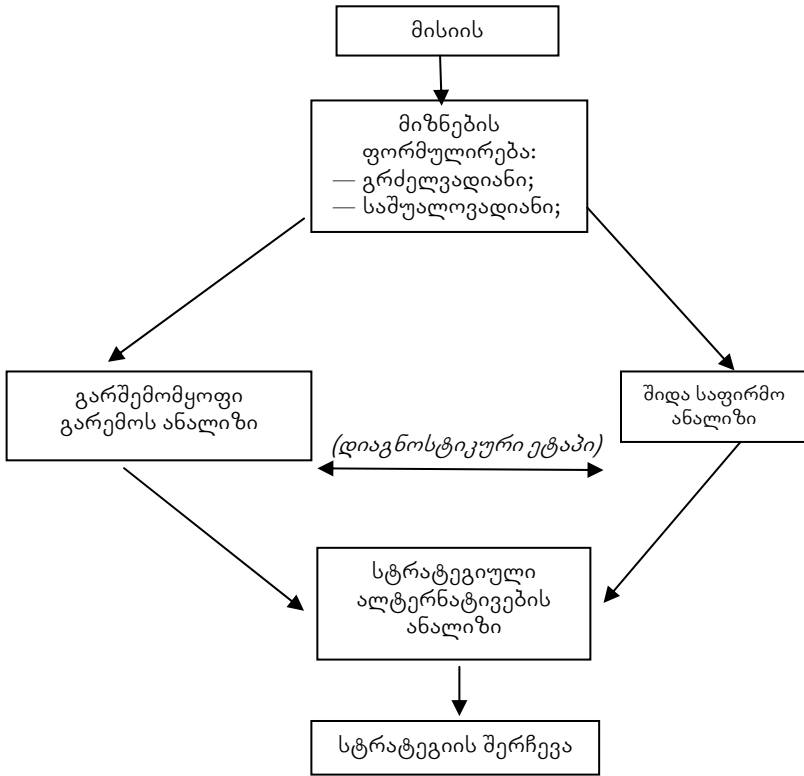 მისიის
მიზნების
ფორმულირება:
— გრძელვადიანი;
— საშუალოვადიანი;
გარშემომყოფი
გარემოს ანალიზი
შიდა საფირმო
ანალიზი
(დიაგნოსტიკური ეტაპი)
სტრატეგიული
ალტერნატივების
ანალიზი
სტრატეგიის შერჩევა